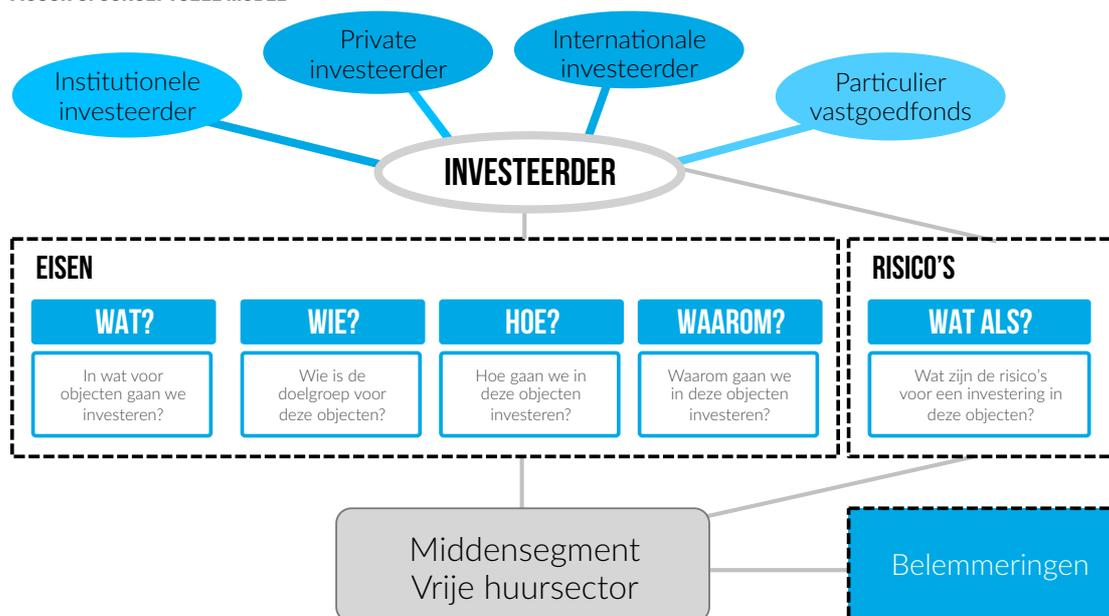 Private
investeerder
Internationale
investeerder
Institutionele
investeerder
Particulier
vastgoedfonds
INVESTEERDER
EISEN
RISICO'S
WAT?
WIE?
HOE?
WAAROM?
WAT ALS?
In wat voor
objecten gaan we
investeren?
Wie is de
doelgroep voor
deze objecten?
Hoe gaan we in
deze objecten
investeren?
Waarom gaan we
in deze objecten
investeren?
Wat zijn de risico's
voor een investering in
deze objecten?
Middensegment
Vrije huursector
Belemmeringen